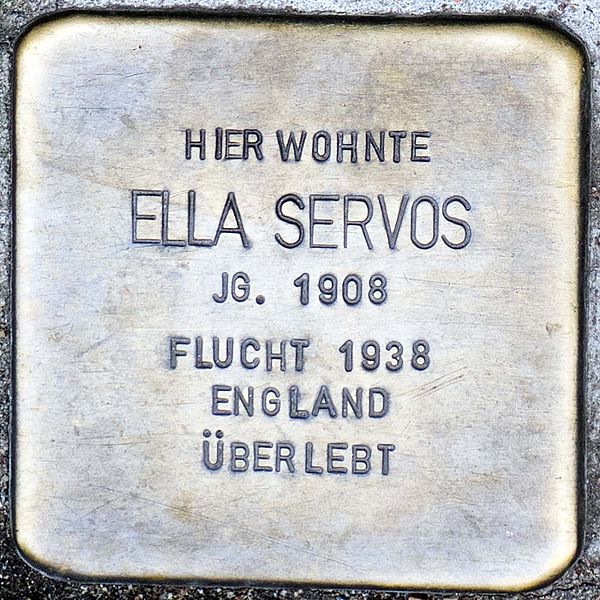 HIER WOHNTE
ELLA SERVOS
JG. 1908
FLUCHT 1938
ENGLAND
ÜBERLEBT